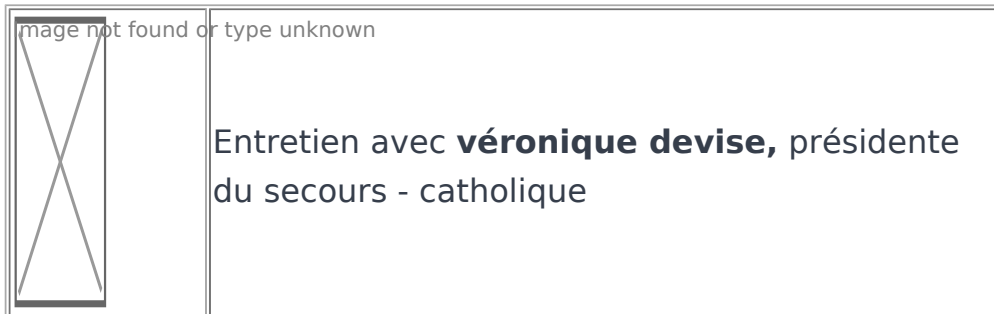 mage not found or type unknown
Entretien avec véronique devise, présidente
du secours - catholique